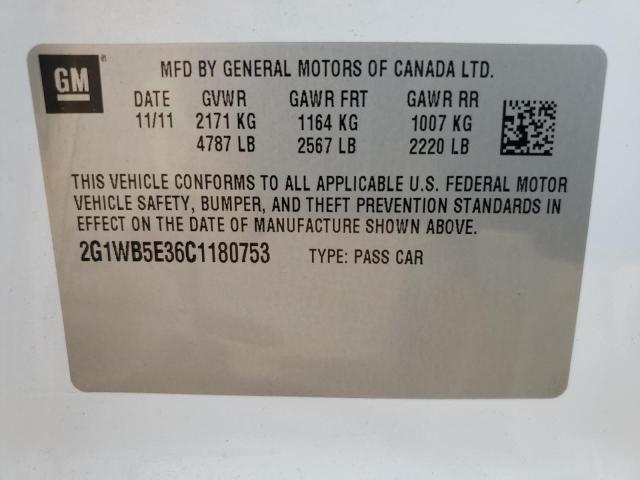 GM ®
MFD BY GENERAL MOTORS OF CANADA LTD.
DATE GVWR GAWR FRT GAWR RR
11/11 2171 KG 1164 KG 1007 KG
4787 LB 2567 LB 2220 LB
THIS VEHICLE CONFORMS TO ALL APPLICABLE U.S. FEDERAL MOTOR
VEHICLE SAFETY, BUMPER, AND THEFT PREVENTION STANDARDS IN
EFFECT ON THE DATE OF MANUFACTURE SHOWN ABOVE.
2G1WB5E36C1180753 TYPE: PASS CAR